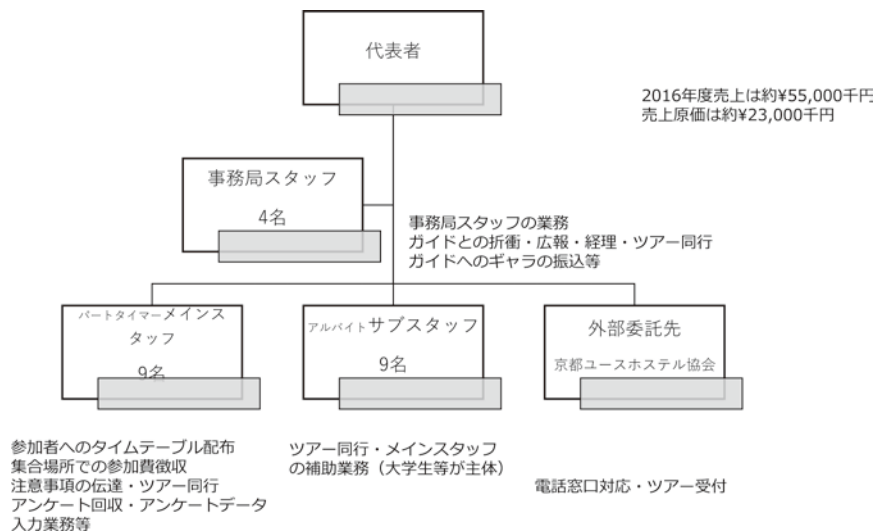 代表者
2016年度売上は約¥55,000千円
売上原価は約¥23,000千円
事務局スタッフ
4名
事務局スタッフの業務
ガイドとの折衝・広報・経理・ツアー同行
ガイドへのギャラの振込等
パートタイマーメインス
タッフ
9名
アルバイトサブスタッフ
9名
外部委託先
京都ユースホステル協会
参加者へのタイムテーブル配布
集合場所での参加費徴収
注意事項の伝達・ツアー同行
アンケート回収・アンケートデータ
入力業務等
ツアー同行・メインスタッフ
の補助業務（大学生等が主体）
電話窓口対応・ツアー受付